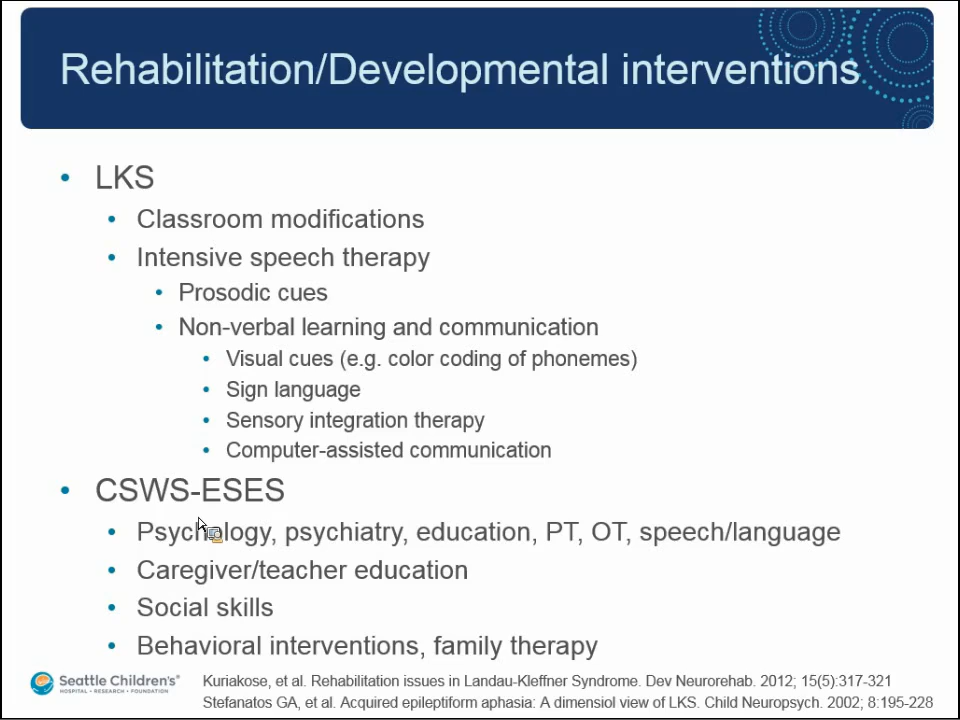 Rehabilitation/Developmental interventions
• LKS
• Classroom modifications
• Intensive speech therapy
• Prosodic cues
• Non-verbal learning and communication
• Visual cues (e.g. color coding of phonemes)
• Sign language
• Sensory integration therapy
• Computer-assisted communication
• CSWS-ESES
• Psychology, psychiatry, education, PT, OT, speech/language
• Caregiver/teacher education
• Social skills
• Behavioral interventions, family therapy
Seattle Children's®
HOSPITAL • RESEARCH • FOUNDATION
Kuriakose, et al. Rehabilitation issues in Landau-Kleffner Syndrome. Dev Neurorehab. 2012; 15(5):317-321
Stefanatos GA, et al. Acquired epileptiform aphasia: A dimensiol view of LKS. Child Neuropsych. 2002; 8:195-228